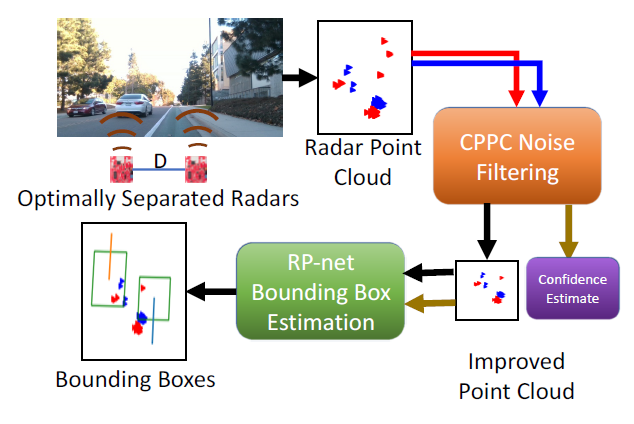 D
Optimally Separated Radars
Radar Point
Cloud
CPPC Noise
Filtering
Confidence
Estimate
Improved
Point Cloud
RP-net
Bounding Box
Estimation
Bounding Boxes